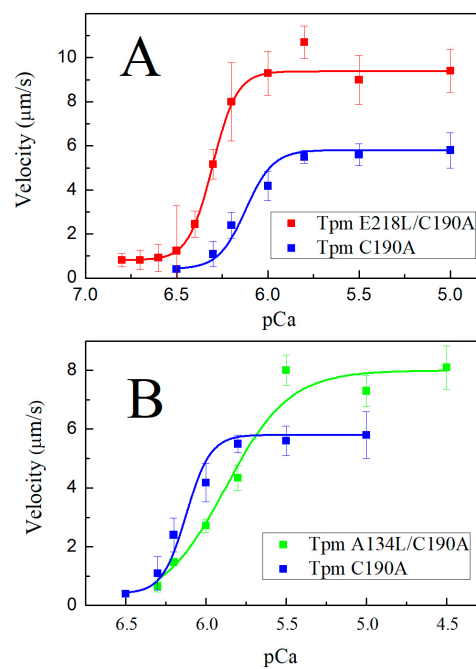 A
Velocity (μm/s)
10
8
6
4
2
0
Tpm E218L/C190A
Tpm C190A
7.0 6.5 6.0 5.5 5.0
pCa
B
Velocity (μm/s)
8
6
4
2
0
Tpm A134L/C190A
Tpm C190A
6.5 6.0 5.5 5.0 4.5
pCa